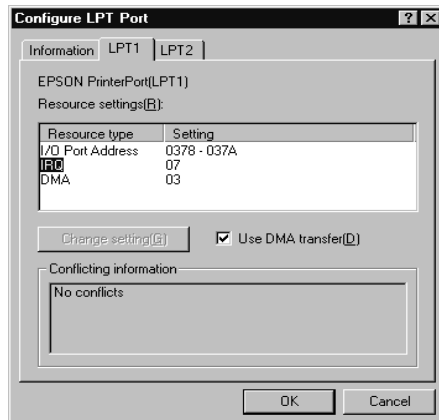 Configure LPT Port
Information LPT1 LPT2
EPSON PrinterPort(LPT1)
Resource settings(R):
Resource type Setting
I/O Port Address 0378 - 037A
IRQ 07
DMA 03
Change setting(G) Use DMA transfer(D)
Conflicting information
No conflicts
OK Cancel